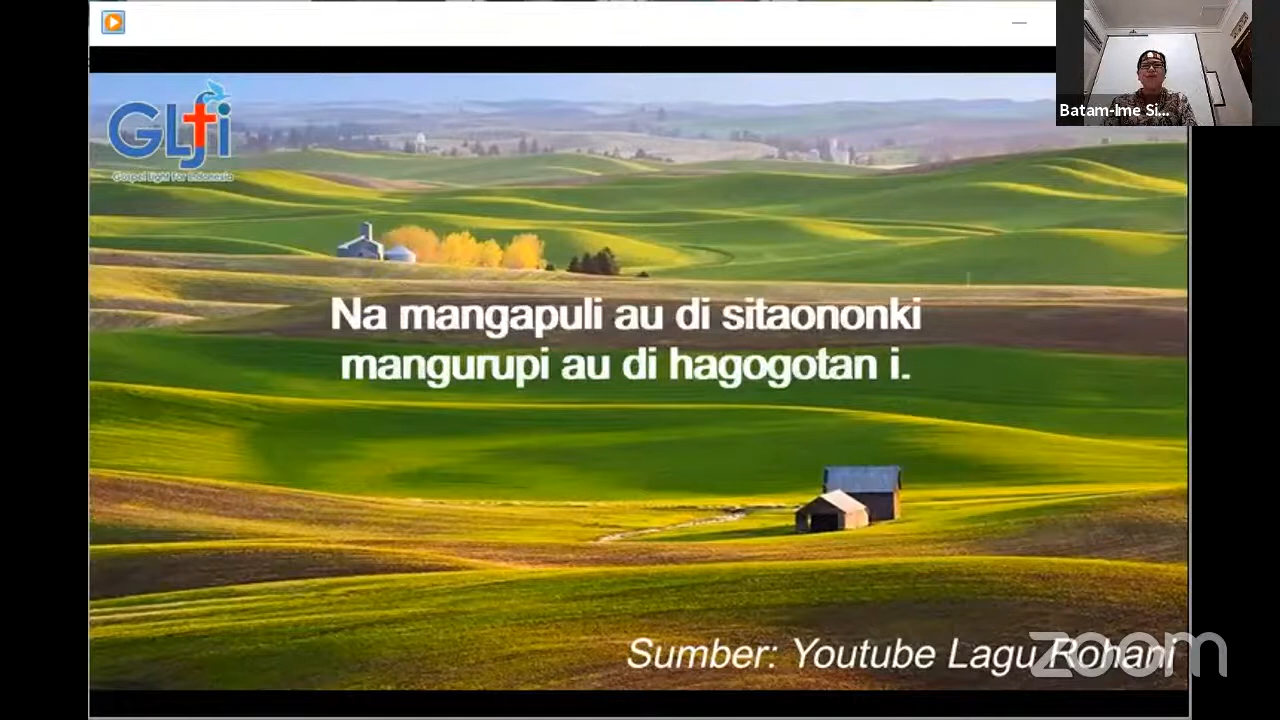 GLfi
Gospel Light For Indonesia
Batam-Ime Si...
Na mangapuli au di sitaononki
mangurupi au di hagogotan i.
Sumber: Youtube Lagu Rohani
zoom